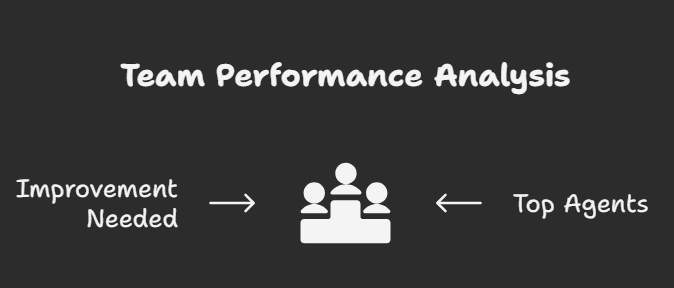 Team Performance Analysis
Improvement
Needed
Top Agents